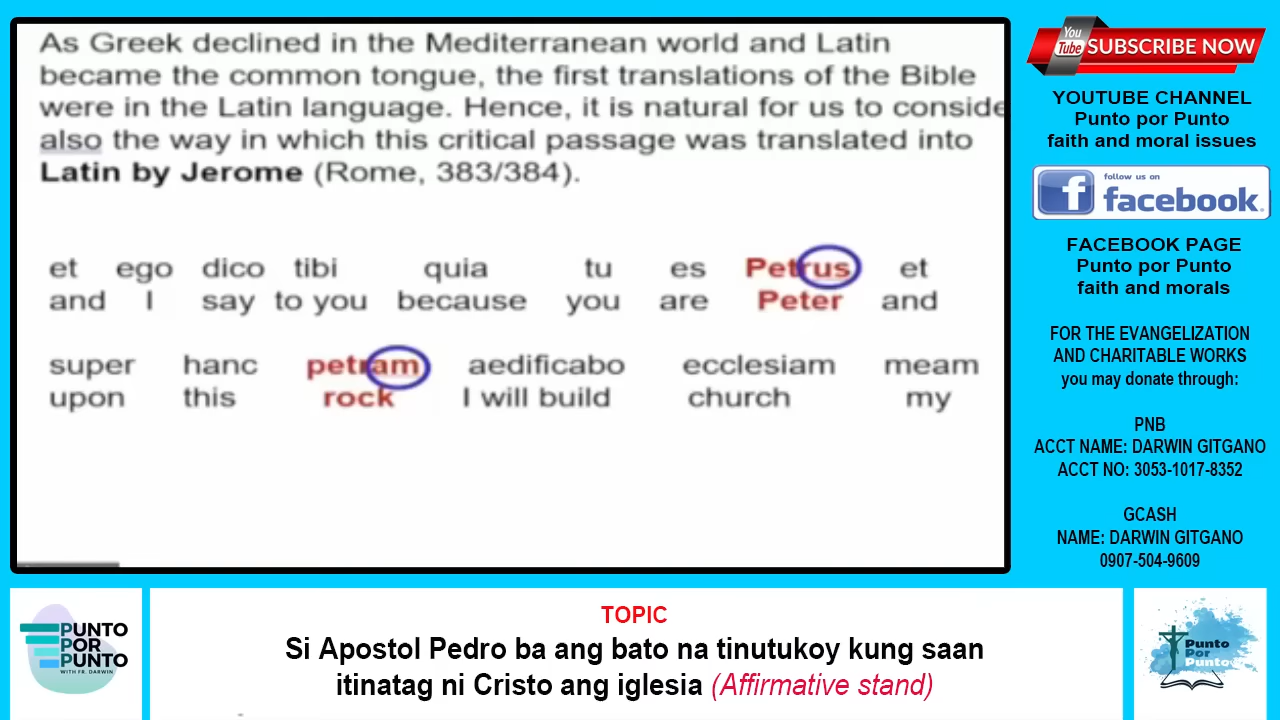 As Greek declined in the Mediterranean world and Latin
became the common tongue, the first translations of the Bible
were in the Latin language. Hence, it is natural for us to conside
also the way in which this critical passage was translated into
Latin by Jerome (Rome, 383/384).
et ego dico tibi quia tu es Petrus et
and I say to you because you are Peter and
super hanc petram aedificabo ecclesiam meam
upon this rock I will build church my
You Tube SUBSCRIBE NOW
YOUTUBE CHANNEL
Punto por Punto
faith and moral issues
follow us on
facebook.
FACEBOOK PAGE
Punto por Punto
faith and morals
FOR THE EVANGELIZATION
AND CHARITABLE WORKS
you may donate through:
PNB
ACCT NAME: DARWIN GITGANO
ACCT NO: 3053-1017-8352
GCASH
NAME: DARWIN GITGANO
0907-504-9609
PUNTO
POR
PUNTO
WITH FR. DARWIN
TOPIC
Si Apostol Pedro ba ang bato na tinutukoy kung saan
itinatag ni Cristo ang iglesia (Affirmative stand)
Punto
Por
Punto